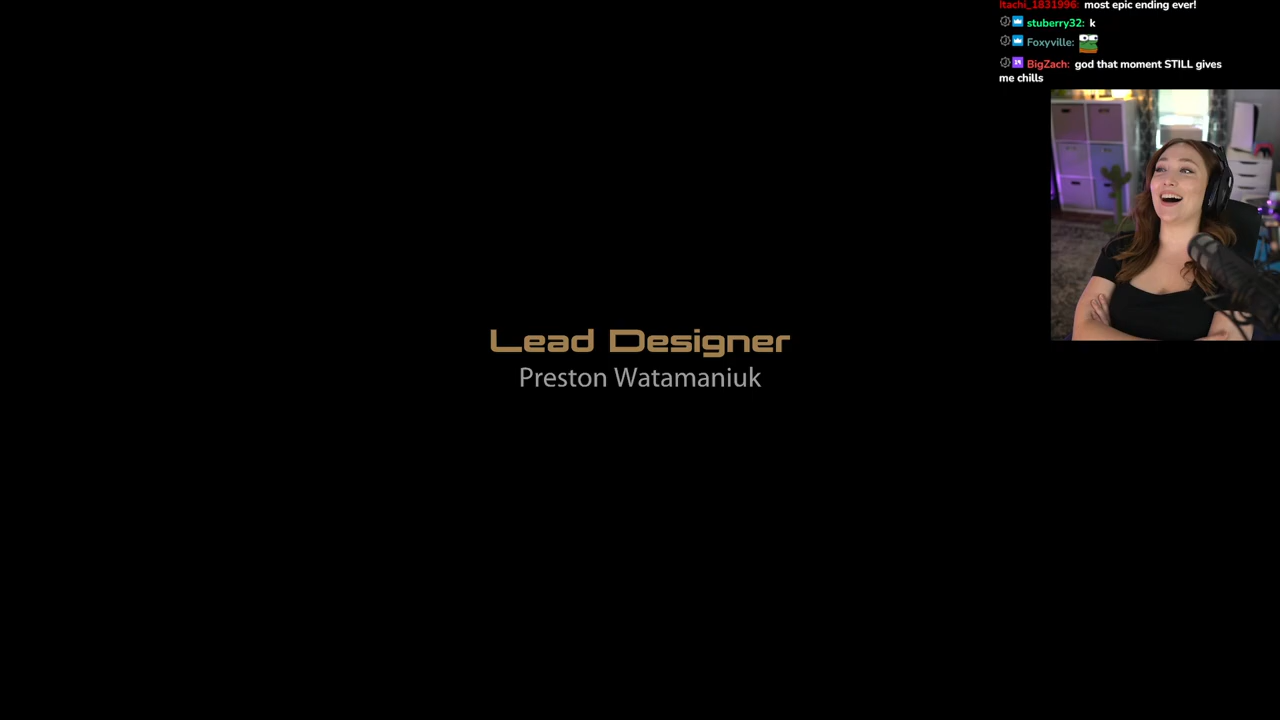 Itachi_1831996: most epic ending ever!
stuberry32: k
Foxyville:
BigZach: god that moment STILL gives
me chills
Lead Designer
Preston Watamaniuk